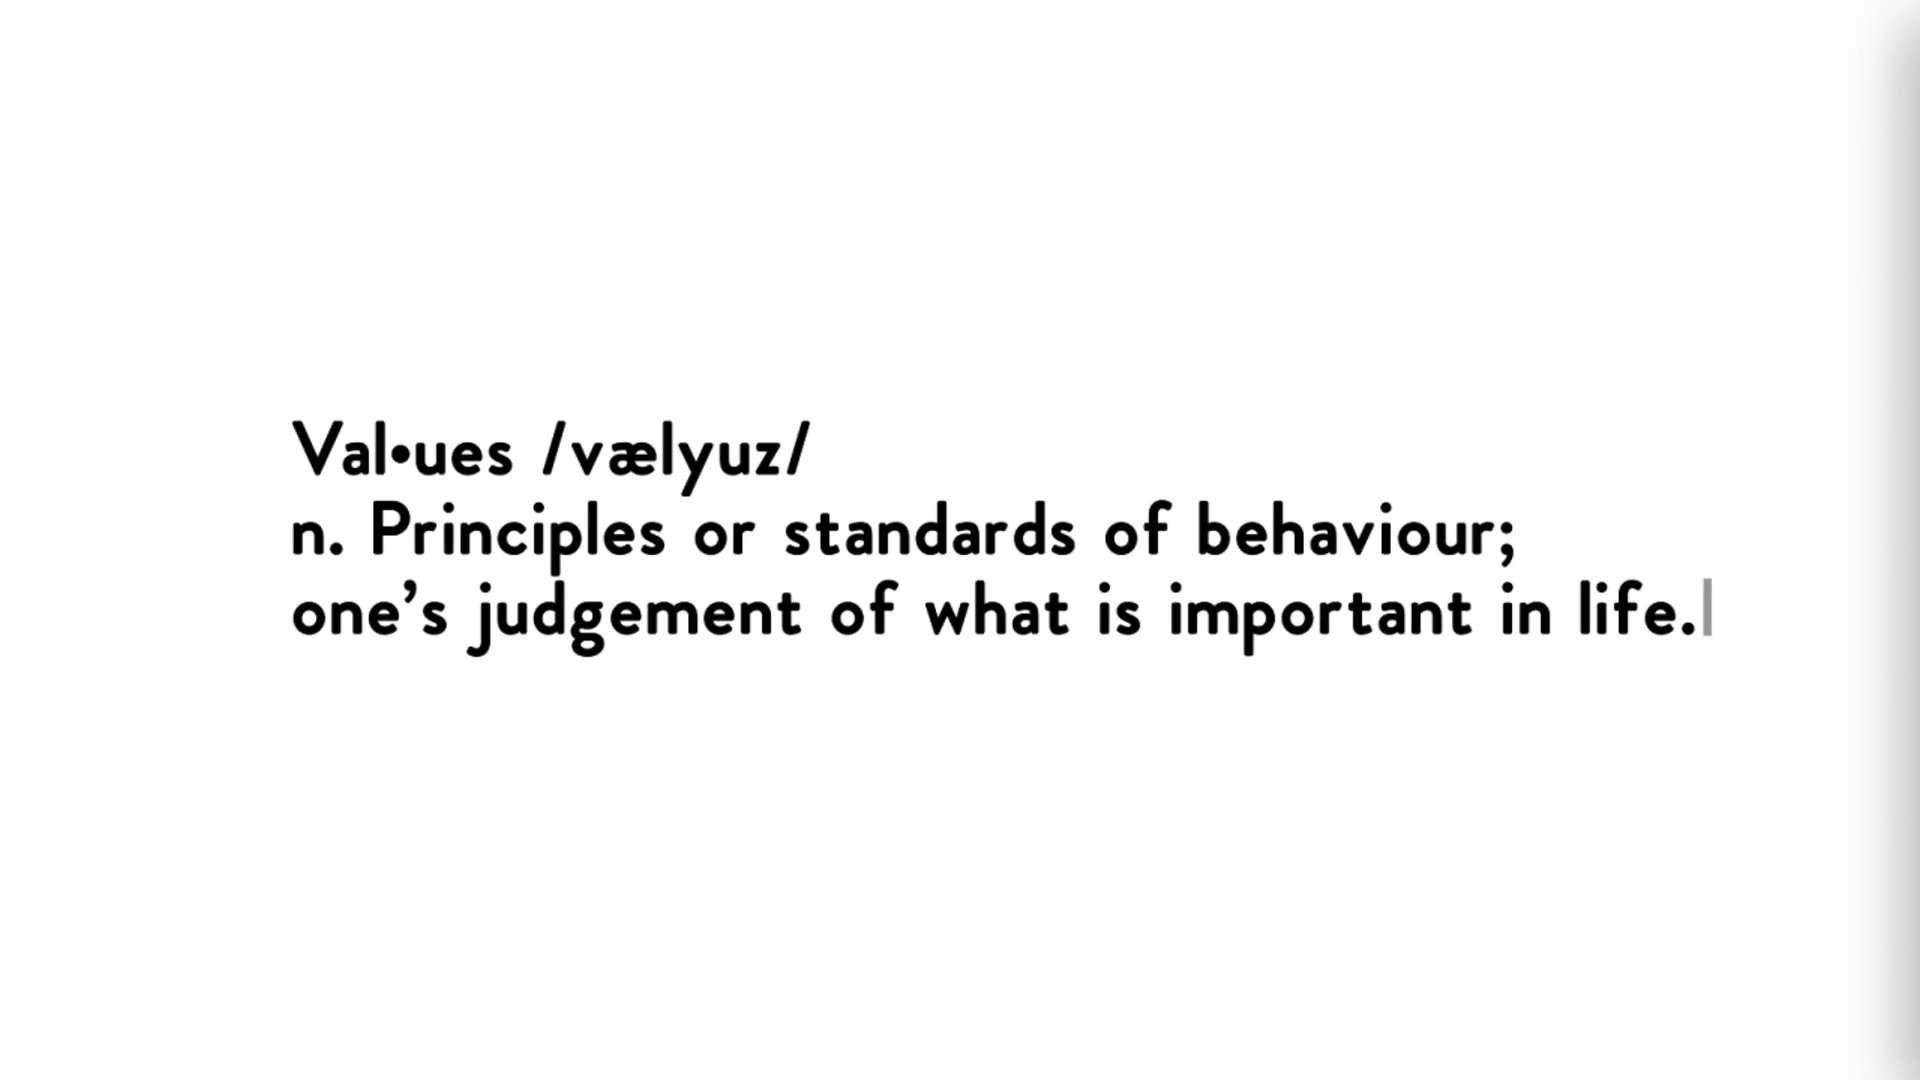 Val•ues /vælyuz/
n. Principles or standards of behaviour;
one’s judgement of what is important in life.